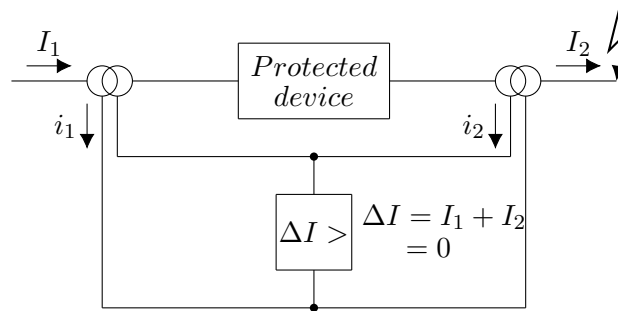 I₁
Protected
device
I₂
i₁
i₂
ΔI >
ΔI = I₁ + I₂
= 0